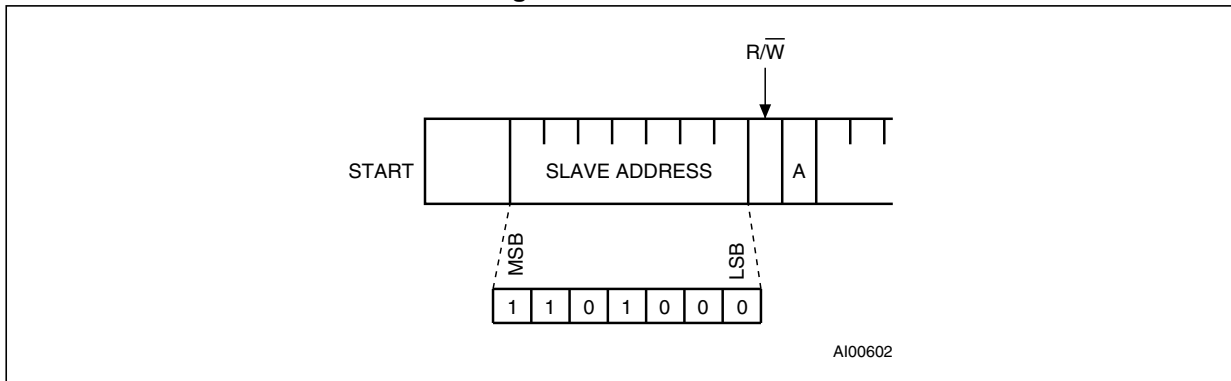 R/W̅
START SLAVE ADDRESS A
MSB LSB
1 1 0 1 0 0 0
AI00602